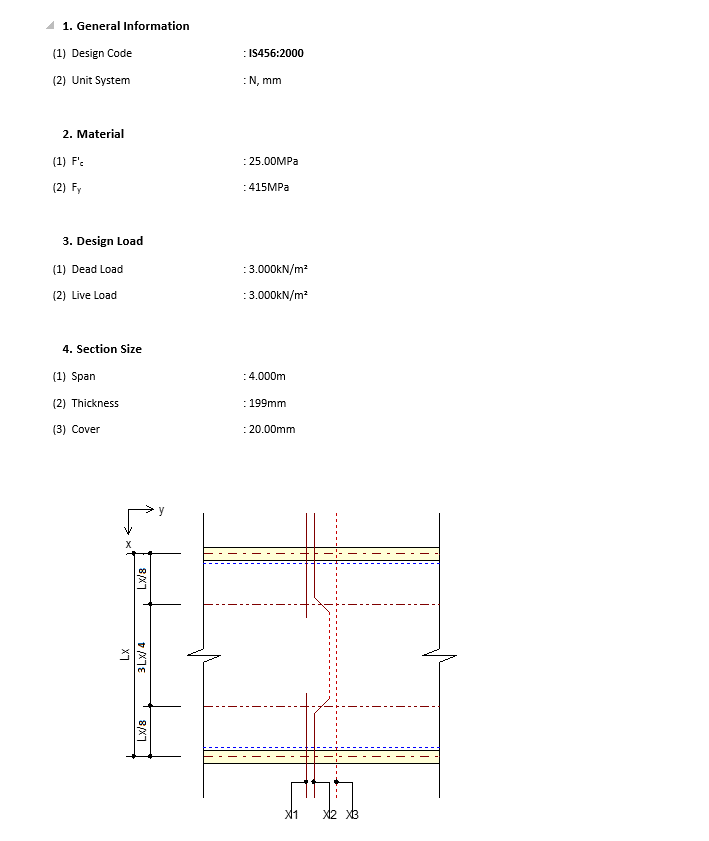 1. General Information
(1) Design Code : IS456:2000
(2) Unit System : N, mm
2. Material
(1) F'c : 25.00MPa
(2) Fy : 415MPa
3. Design Load
(1) Dead Load : 3.000kN/m²
(2) Live Load : 3.000kN/m²
4. Section Size
(1) Span : 4.000m
(2) Thickness : 199mm
(3) Cover : 20.00mm
y
x
Lx/8
Lx
3Lx/4
Lx/8
X1 X2 X3